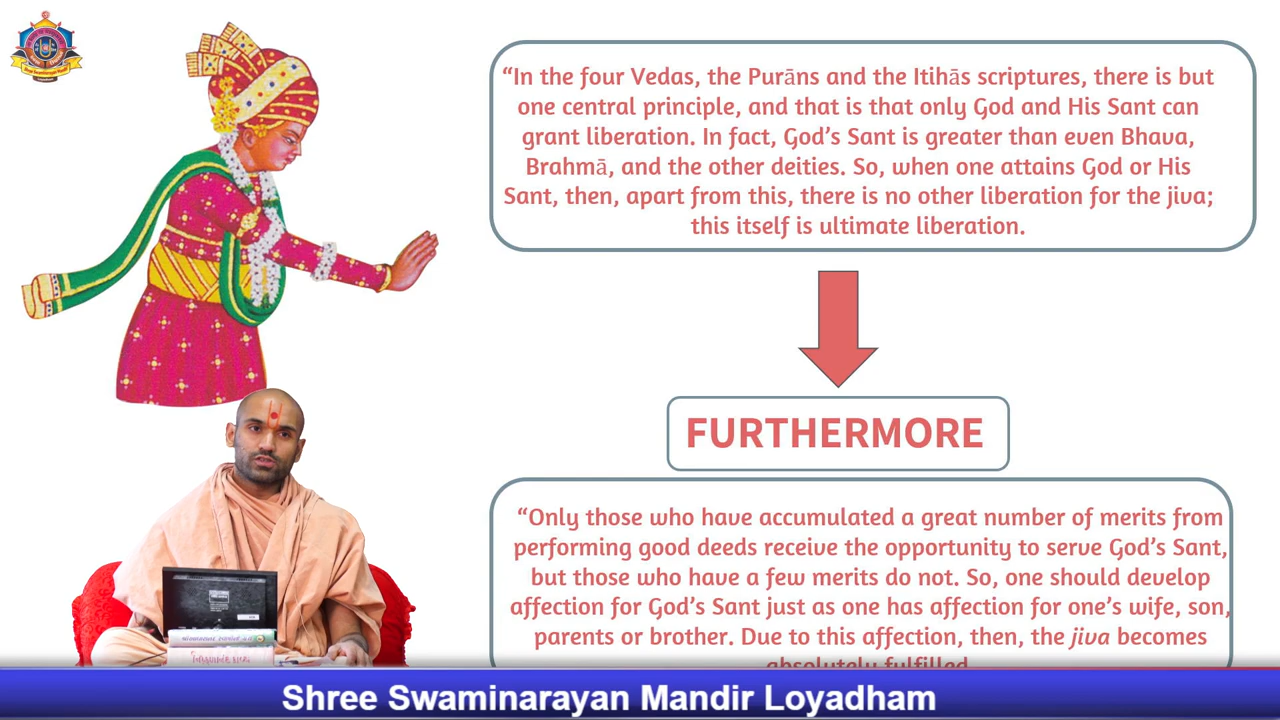 “In the four Vedas, the Purāns and the Itihās scriptures, there is but
one central principle, and that is that only God and His Sant can
grant liberation. In fact, God’s Sant is greater than even Bhava,
Brahmā, and the other deities. So, when one attains God or His
Sant, then, apart from this, there is no other liberation for the jiva;
this itself is ultimate liberation.
FURTHERMORE
“Only those who have accumulated a great number of merits from
performing good deeds receive the opportunity to serve God’s Sant,
but those who have a few merits do not. So, one should develop
affection for God’s Sant just as one has affection for one’s wife, son,
parents or brother. Due to this affection, then, the jiva becomes
absolutely fulfilled
Shree Swaminarayan Mandir Loyadham